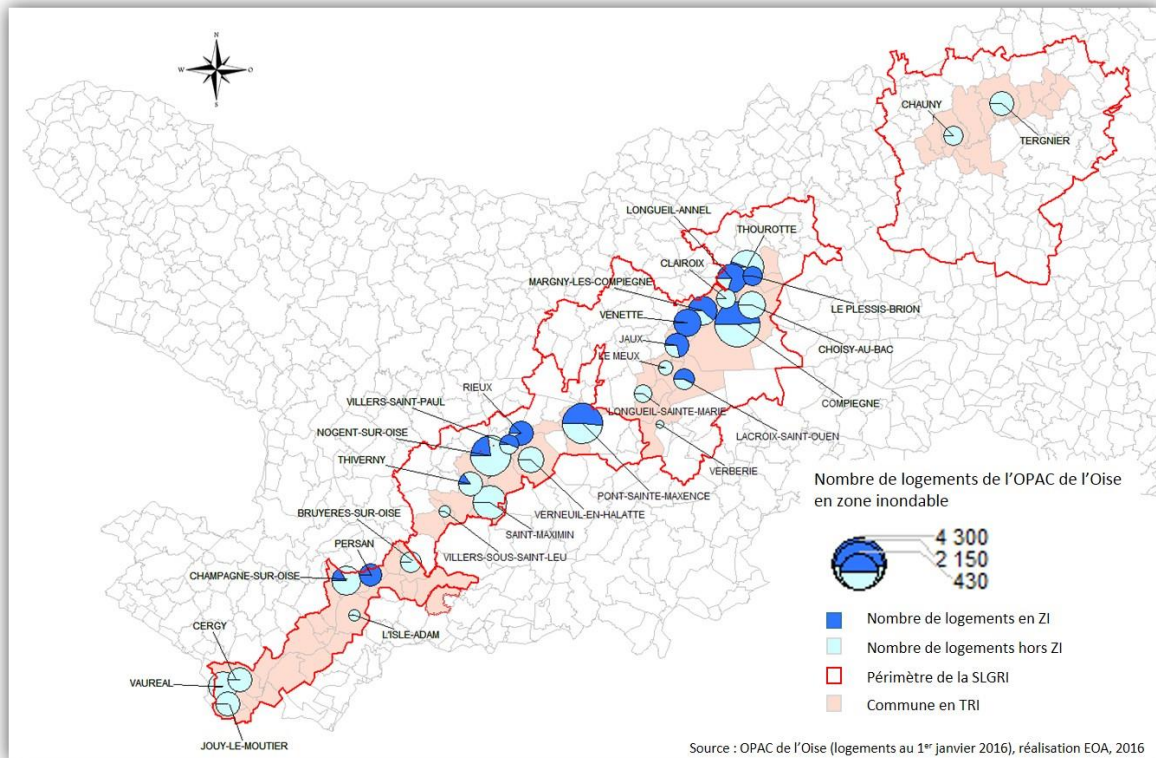 N
W
O
S
CHAUNY
TERGNIER
LONGUEIL-ANNEL
THOUROTTE
CLAIROIX
MARGNY-LES-COMPIEGNE
LE PLESSIS-BRION
VENETTE
CHOISY-AU-BAC
JAUX
LE MEUX
RIEUX
COMPIEGNE
VILLERS-SAINT-PAUL
LONGUEIL-SAINTE-MARIE
NOGENT-SUR-OISE
LACROIX-SAINT-OUEN
THIVERNY
VERBERIE
PONT-SAINTE-MAXENCE
BRUYERES-SUR-OISE
VERNEUIL-EN-HALATTE
SAINT-MAXIMIN
PERSAN
VILLERS-SOUS-SAINT-LEU
CHAMPAGNE-SUR-OISE
CERGY
L'ISLE-ADAM
VAUREAL
JOUY-LE-MOUTIER
Nombre de logements de l'OPAC de l'Oise
en zone inondable
4 300
2 150
430
Nombre de logements en ZI
Nombre de logements hors ZI
Périmètre de la SLGRI
Commune en TRI
Source : OPAC de l'Oise (logements au 1er janvier 2016), réalisation EOA, 2016